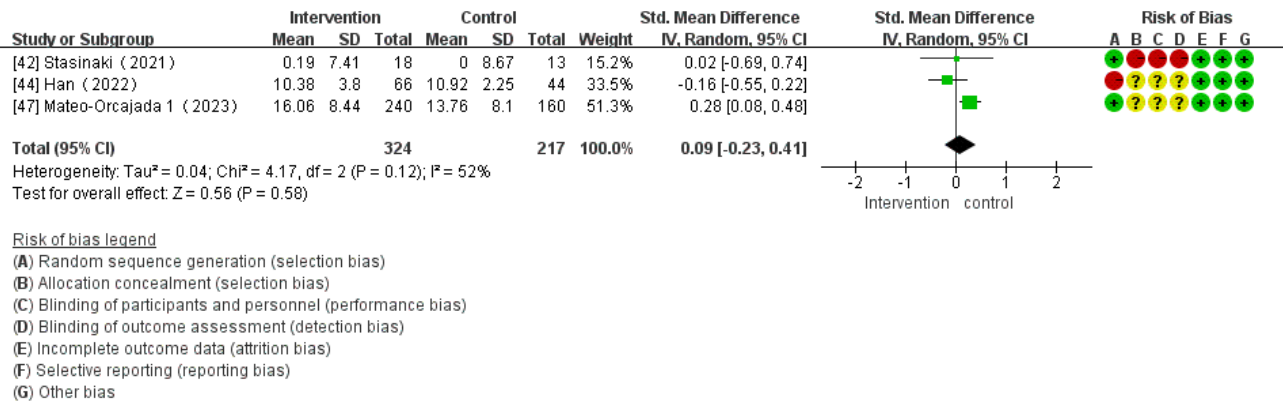 Intervention Control Std. Mean Difference Std. Mean Difference Risk of Bias
Study or Subgroup Mean SD Total Mean SD Total Weight IV, Random, 95% CI IV, Random, 95% CI A B C D E F G
[42] Stasinaki (2021) 0.19 7.41 18 0 8.67 13 15.2% 0.02 [-0.69, 0.74] + - - - + + +
[44] Han (2022) 10.38 3.8 66 10.92 2.25 44 33.5% -0.16 [-0.55, 0.22] - ? ? ? + + +
[47] Mateo-Orcajada 1 (2023) 16.06 8.44 240 13.76 8.1 160 51.3% 0.28 [0.08, 0.48] + ? ? ? + + +
Total (95% CI) 324 217 100.0% 0.09 [-0.23, 0.41]
Heterogeneity: Tau² = 0.04; Chi² = 4.17, df = 2 (P = 0.12); I² = 52%
Test for overall effect: Z = 0.56 (P = 0.58)
-2 -1 0 1 2
Intervention control
Risk of bias legend
(A) Random sequence generation (selection bias)
(B) Allocation concealment (selection bias)
(C) Blinding of participants and personnel (performance bias)
(D) Blinding of outcome assessment (detection bias)
(E) Incomplete outcome data (attrition bias)
(F) Selective reporting (reporting bias)
(G) Other bias